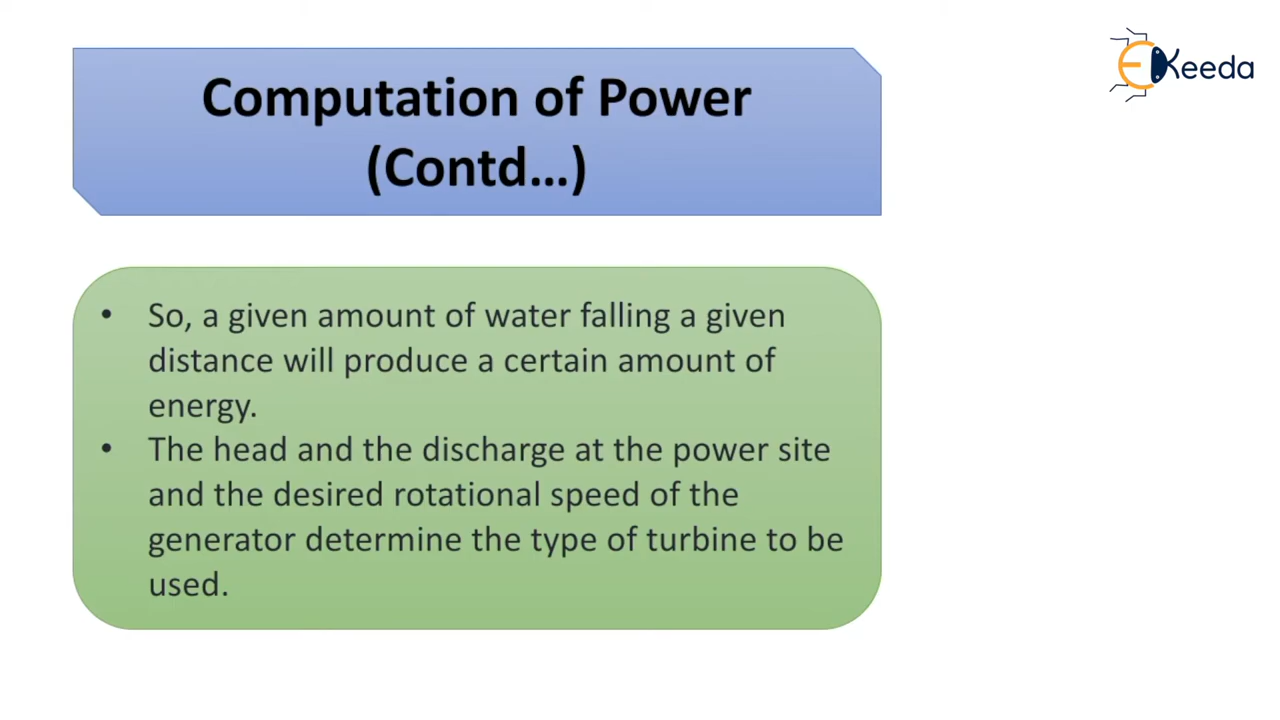 Computation of Power
(Contd...)
EKeeda
• So, a given amount of water falling a given
distance will produce a certain amount of
energy.
• The head and the discharge at the power site
and the desired rotational speed of the
generator determine the type of turbine to be
used.